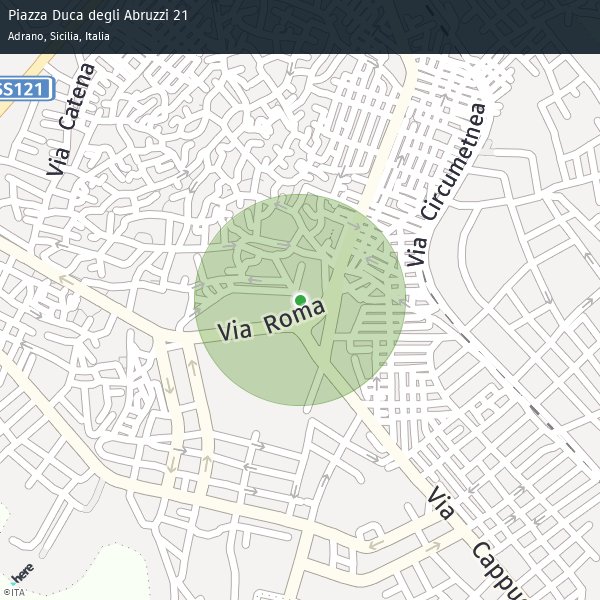 Piazza Duca degli Abruzzi 21
Adrano, Sicilia, Italia
SS121
Via Catena
Via Circumetnea
Via Roma
Via Cappu
here
©ITA